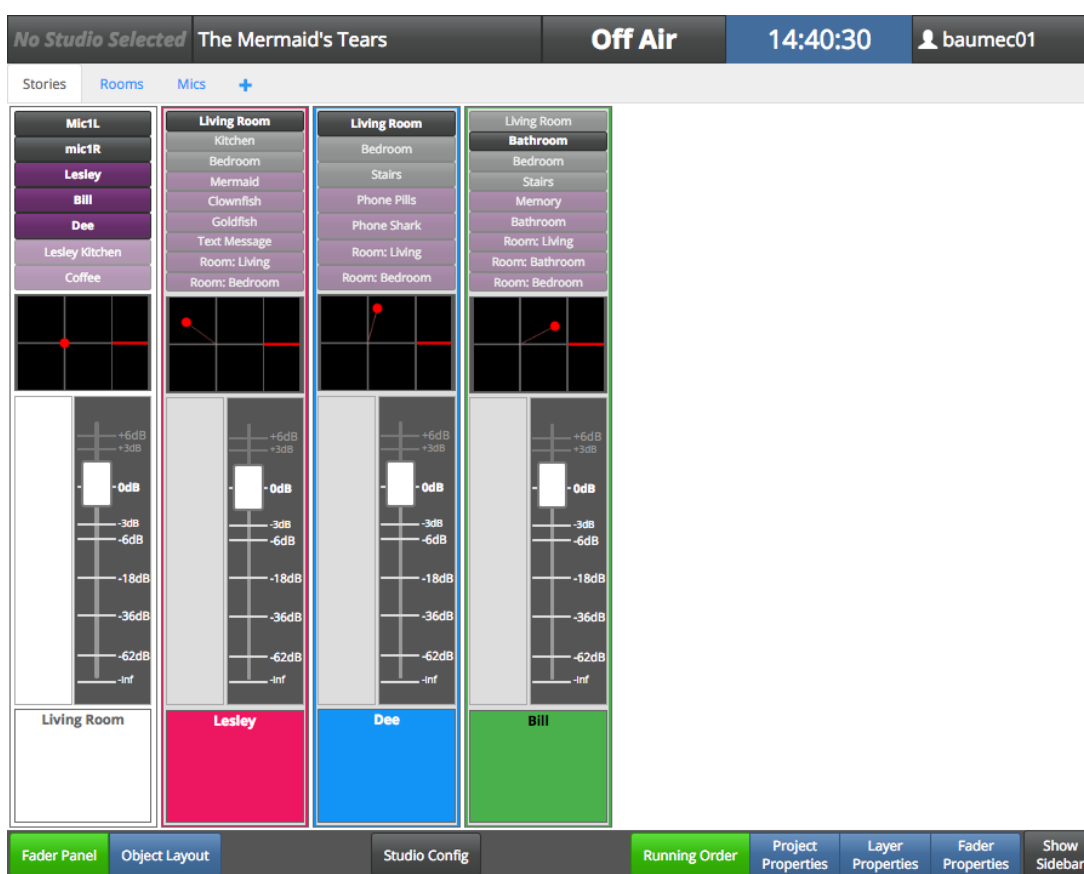 No Studio Selected The Mermaid's Tears Off Air 14:40:30 baumec01
Stories Rooms Mics +
Mic1L
mic1R
Lesley
Bill
Dee
Lesley Kitchen
Coffee
+6dB
+3dB
0dB
-3dB
-6dB
-18dB
-36dB
-62dB
-inf
Living Room
Living Room
Kitchen
Bedroom
Mermaid
Clownfish
Goldfish
Text Message
Room: Living
Room: Bedroom
+6dB
+3dB
0dB
-3dB
-6dB
-18dB
-36dB
-62dB
-inf
Lesley
Living Room
Bedroom
Stairs
Phone Pills
Phone Shark
Room: Living
Room: Bedroom
+6dB
+3dB
0dB
-3dB
-6dB
-18dB
-36dB
-62dB
-inf
Dee
Living Room
Bathroom
Bedroom
Stairs
Memory
Bathroom
Room: Living
Room: Bathroom
Room: Bedroom
+6dB
+3dB
0dB
-3dB
-6dB
-18dB
-36dB
-62dB
-inf
Bill
Fader Panel
Object Layout
Studio Config
Running Order
Project
Properties
Layer
Properties
Fader
Properties
Show
Sidebar